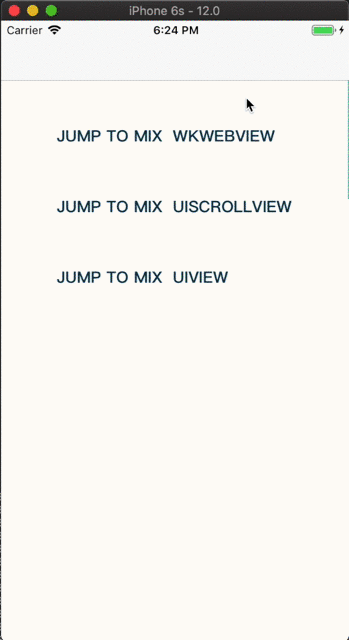 iPhone 6s - 12.0
Carrier 6:24 PM
JUMP TO MIX WKWEBVIEW
JUMP TO MIX UISCROLLVIEW
JUMP TO MIX UIVIEW